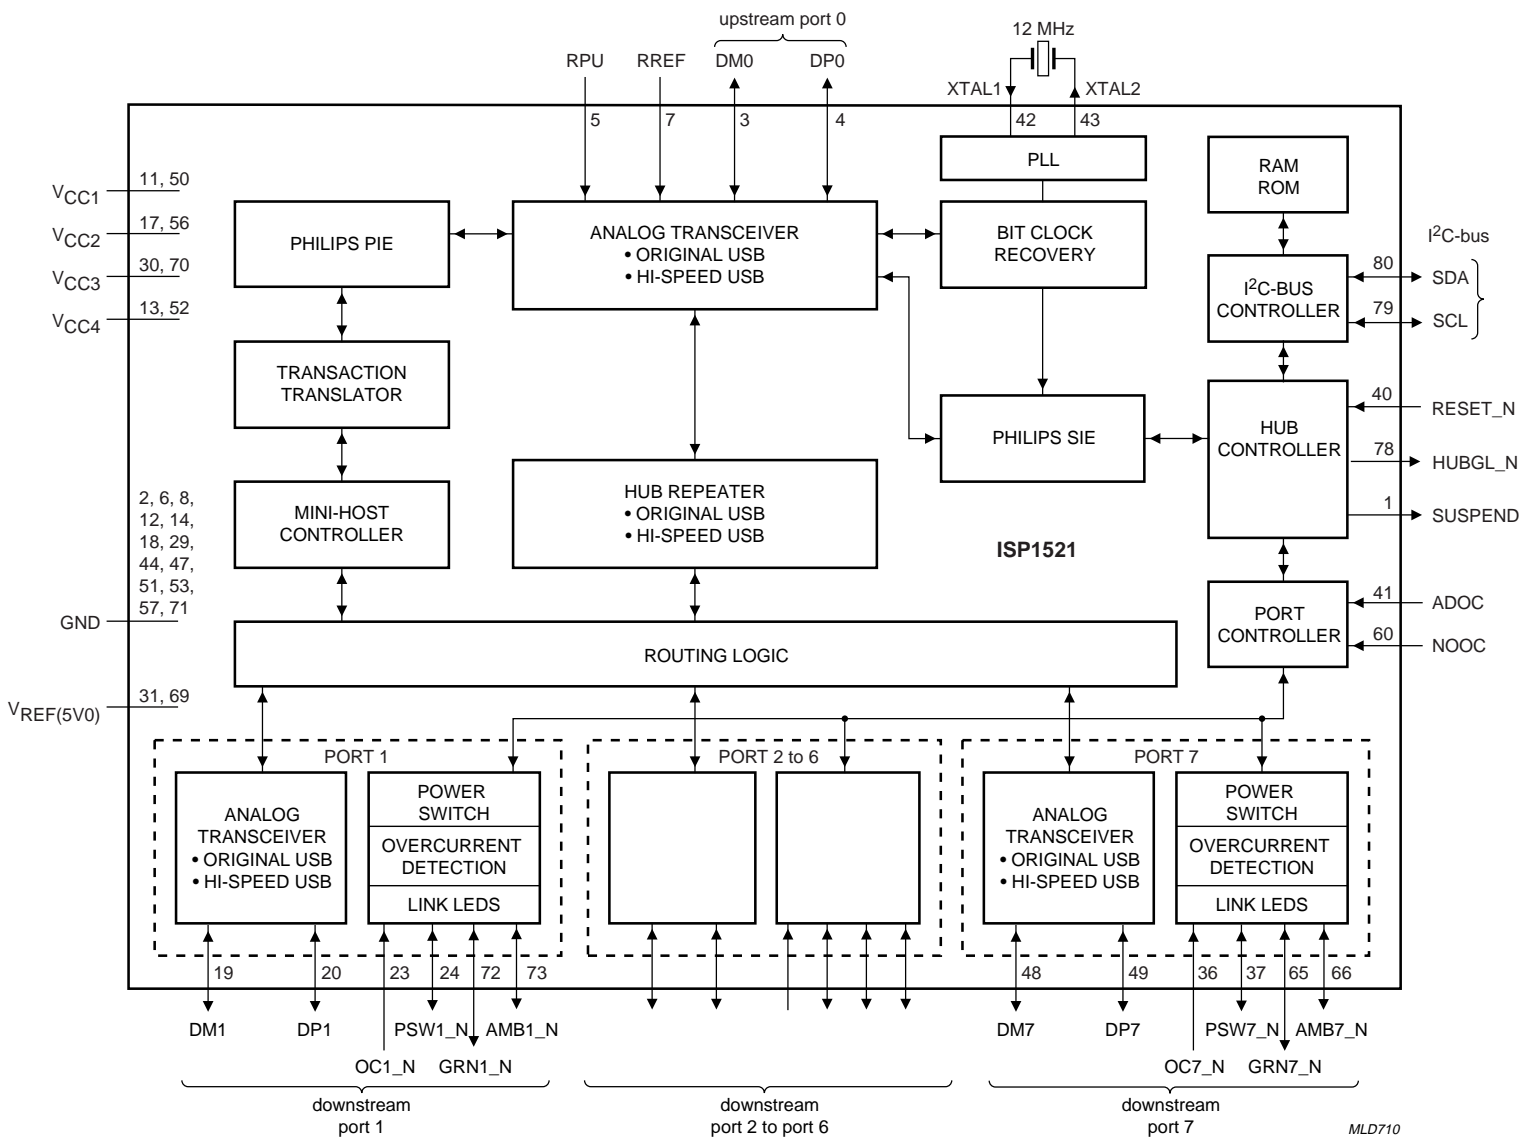 upstream port 0
12 MHz
RPU
RREF
DM0
DP0
XTAL1
XTAL2
5
7
3
4
42
43
PLL
RAM
ROM
VCC1
11, 50
VCC2
17, 56
VCC3
30, 70
VCC4
13, 52
PHILIPS PIE
ANALOG TRANSCEIVER
• ORIGINAL USB
• HI-SPEED USB
BIT CLOCK
RECOVERY
I2C-bus
I2C-BUS
CONTROLLER
80
SDA
79
SCL
TRANSACTION
TRANSLATOR
PHILIPS SIE
HUB
CONTROLLER
40
RESET_N
78
HUBGL_N
1
SUSPEND
MINI-HOST
CONTROLLER
HUB REPEATER
• ORIGINAL USB
• HI-SPEED USB
ISP1521
2, 6, 8,
12, 14,
18, 29,
44, 47,
51, 53,
57, 71
GND
PORT
CONTROLLER
41
ADOC
60
NOOC
ROUTING LOGIC
31, 69
VREF(5V0)
PORT 1
ANALOG
TRANSCEIVER
• ORIGINAL USB
• HI-SPEED USB
POWER
SWITCH
OVERCURRENT
DETECTION
LINK LEDS
PORT 2 to 6
PORT 7
ANALOG
TRANSCEIVER
• ORIGINAL USB
• HI-SPEED USB
POWER
SWITCH
OVERCURRENT
DETECTION
LINK LEDS
19
20
23
24
72
73
48
49
36
37
65
66
DM1
DP1
PSW1_N
AMB1_N
OC1_N
GRN1_N
DM7
DP7
PSW7_N
AMB7_N
OC7_N
GRN7_N
downstream
port 1
downstream
port 2 to port 6
downstream
port 7
MLD710